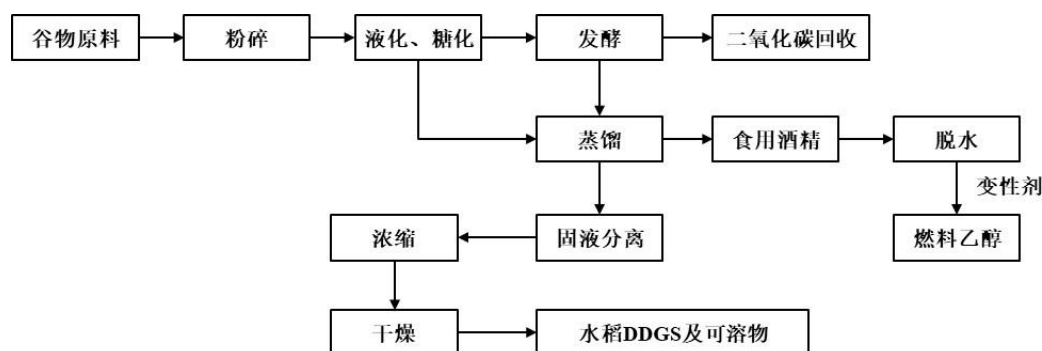 谷物原料
粉碎
液化、糖化
发酵
二氧化碳回收
蒸馏
食用酒精
脱水
变性剂
浓缩
固液分离
燃料乙醇
干燥
水稻DDGS及可溶物